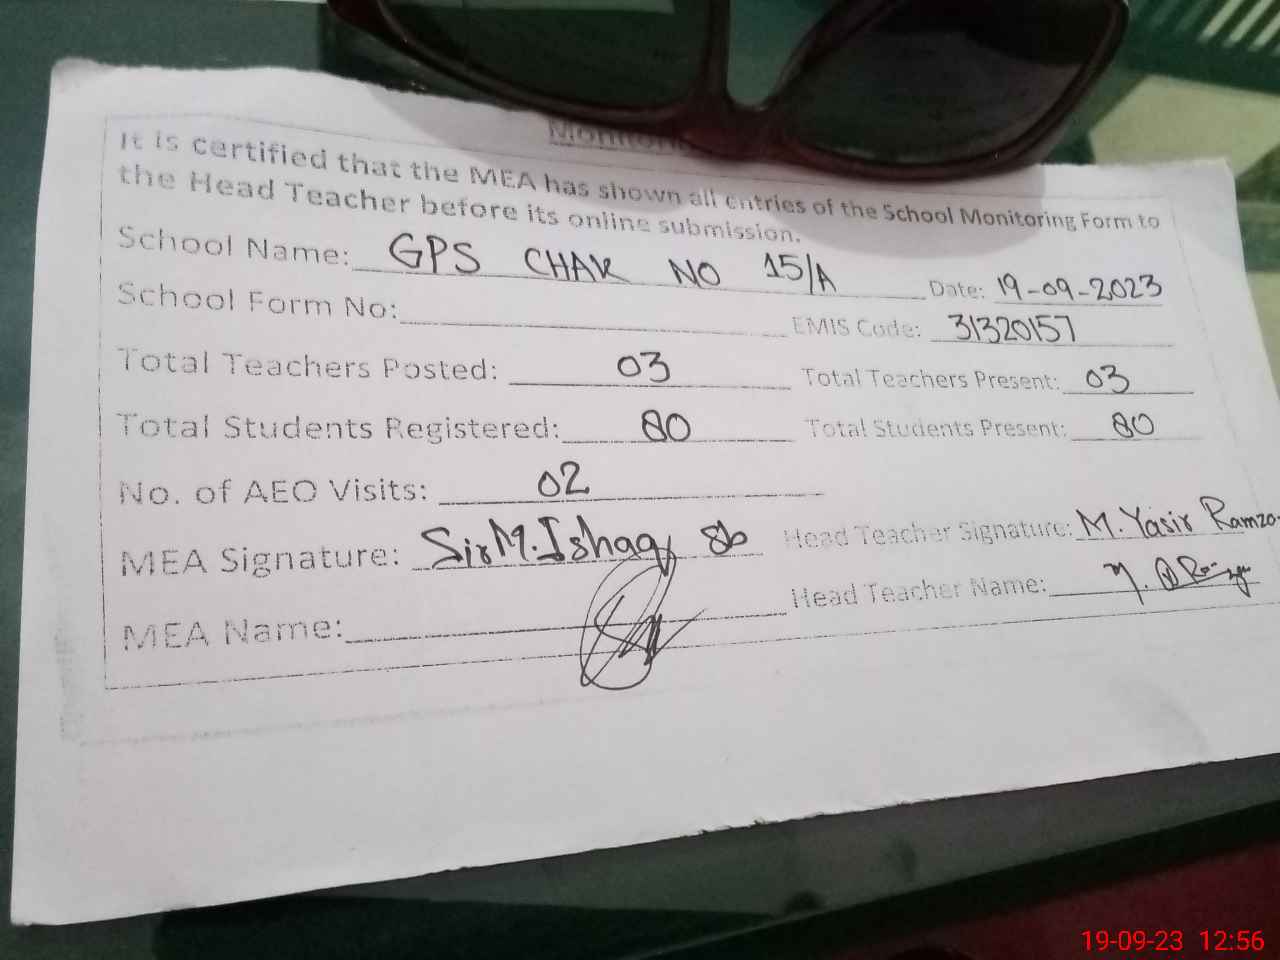 It is certified that the MEA has shown all entries of the School Monitoring Form to
the Head Teacher before its online submission.
School Name: GPS CHAK NO 15/A Date: 19-09-2023
School Form No: EMIS Code: 31320157
Total Teachers Posted: 03 Total Teachers Present: 03
Total Students Registered: 80 Total Students Present: 80
No. of AEO Visits: 02
MEA Signature: Sir M. Ishaq 86 Head Teacher Signature: M. Yasir
MEA Name: Head Teacher Name:
19-09-23 12:56